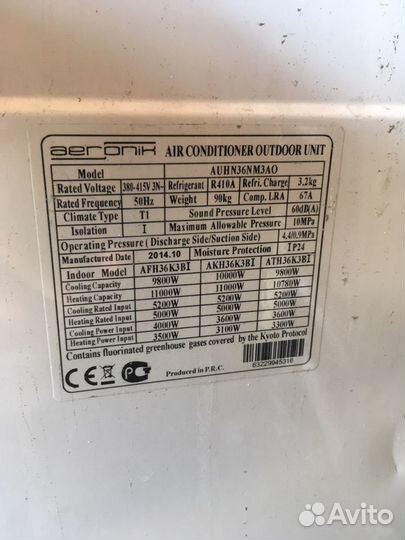 aeronik AIR CONDITIONER OUTDOOR UNIT
Model AUHN36NM3AO
Rated Voltage 380-415V 3N~ Refrigerant R410A Refri. Charge 3.2kg
Rated Frequency 50Hz Weight 90kg Comp. LRA 67A
Climate Type T1 Sound Pressure Level 60dB(A)
Isolation I Maximum Allowable Pressure 10MPa
Operating Pressure ( Discharge Side/Suction Side) 4.4/0.9MPa
Manufactured Date 2014.10 Moisture Protection IP24
Indoor Model AFH36K3BI AKH36K3BI ATH36K3BI
Cooling Capacity 9800W 10000W 9800W
Heating Capacity 11000W 11000W 10780W
Cooling Rated Input 5200W 5200W 5200W
Heating Rated Input 5000W 5000W 5000W
Cooling Power Input 4000W 3600W 3600W
Heating Power Input 3500W 3100W 3300W
Contains fluorinated greenhouse gases covered by the Kyoto Protocol
CE
Produced in P.R.C.
63229945316
Avito